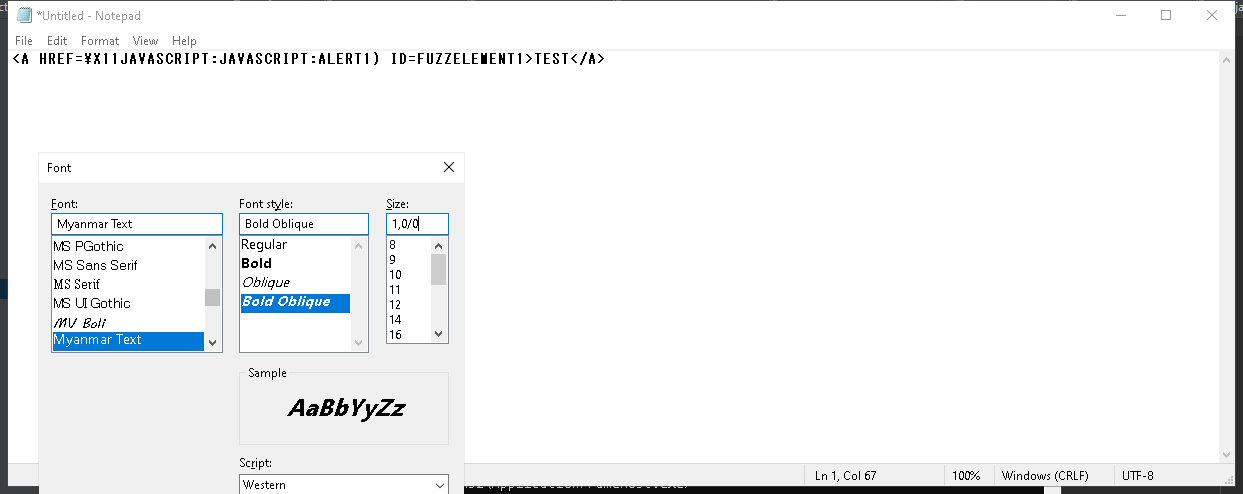 *Untitled - Notepad
File Edit Format View Help
<A HREF=¥X11JAVASCRIPT:JAVASCRIPT:ALERT1) ID=FUZZELEMENT1>TEST</A>
Font
Font: Font style: Size:
Myanmar Text Bold Oblique 1,0/0
MS PGothic Regular 8
MS Sans Serif Bold 9
MS Serif Oblique 10
MS UI Gothic Bold Oblique 11
MV Boli 12
Myanmar Text 14
16
Sample
AaBbYyZz
Script:
Western
Ln 1, Col 67 100% Windows (CRLF) UTF-8